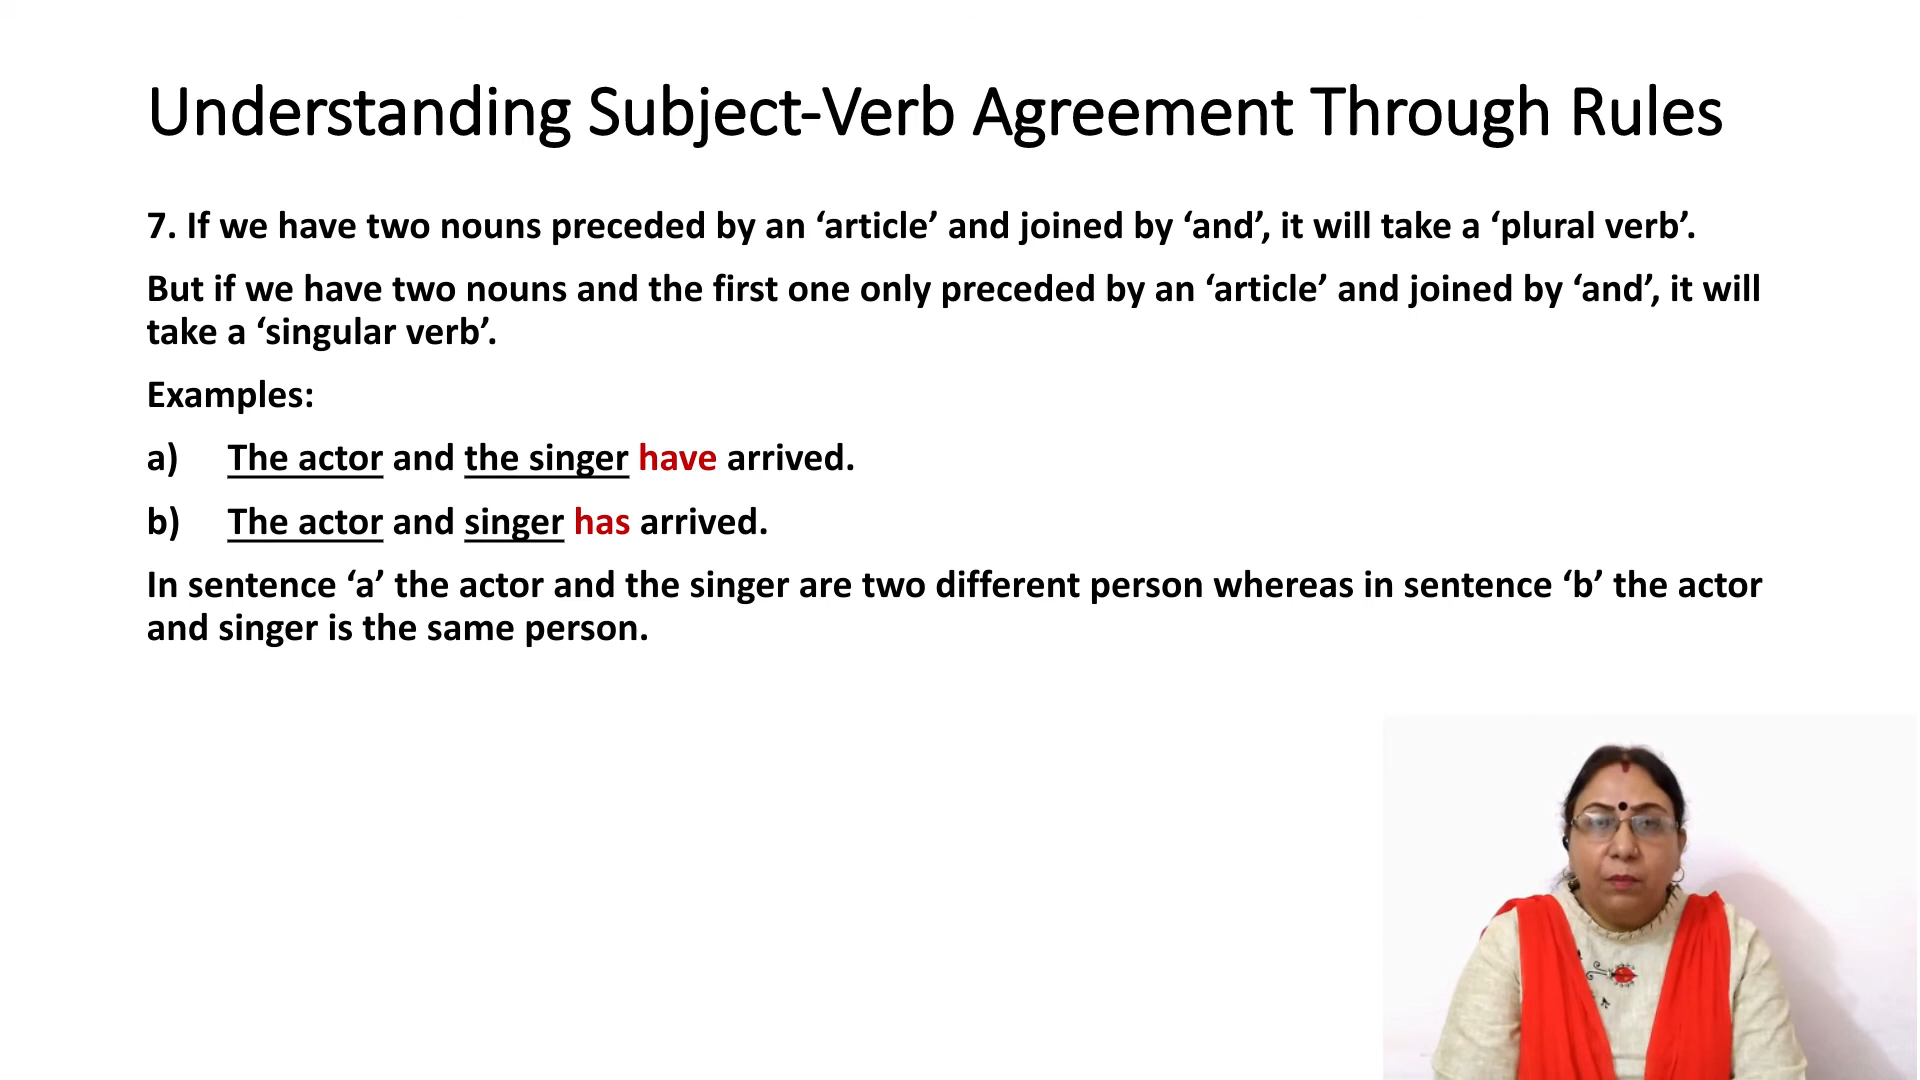 Understanding Subject-Verb Agreement Through Rules
7. If we have two nouns preceded by an ‘article’ and joined by ‘and’, it will take a ‘plural verb’.
But if we have two nouns and the first one only preceded by an ‘article’ and joined by ‘and’, it will
take a ‘singular verb’.
Examples:
a) The actor and the singer have arrived.
b) The actor and singer has arrived.
In sentence ‘a’ the actor and the singer are two different person whereas in sentence ‘b’ the actor
and singer is the same person.